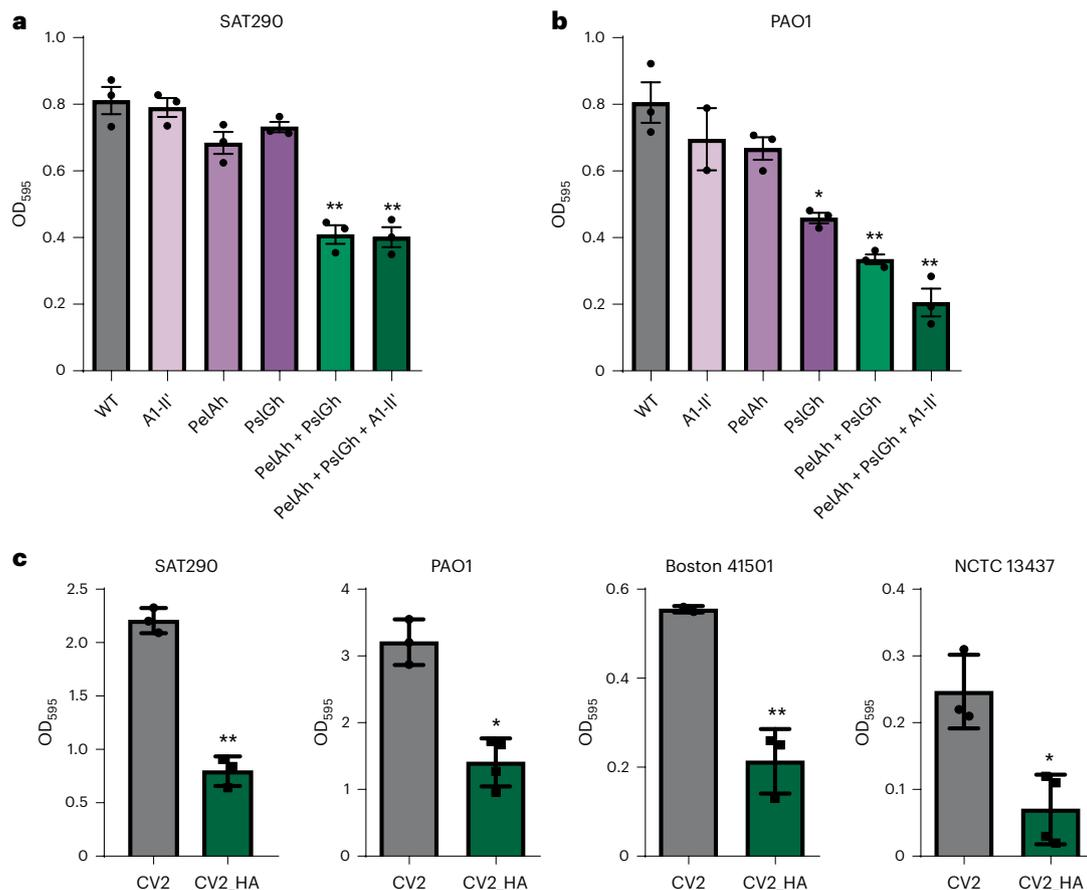 a
SAT290
1.0
0.8
0.6
0.4
0.2
0
OD595
** **
WT
A1-II'
PelAh
PslGh
PelAh + PslGh
PelAh + PslGh + A1-II'
b
PAO1
1.0
0.8
0.6
0.4
0.2
0
OD595
*
**
**
WT
A1-II'
PelAh
PslGh
PelAh + PslGh
PelAh + PslGh + A1-II'
c
SAT290
2.5
2.0
1.5
1.0
0.5
0
OD595
**
CV2 CV2_HA
PAO1
4
3
2
1
0
OD595
*
CV2 CV2_HA
Boston 41501
0.6
0.4
0.2
0
OD595
**
CV2 CV2_HA
NCTC 13437
0.4
0.3
0.2
0.1
0
OD595
*
CV2 CV2_HA